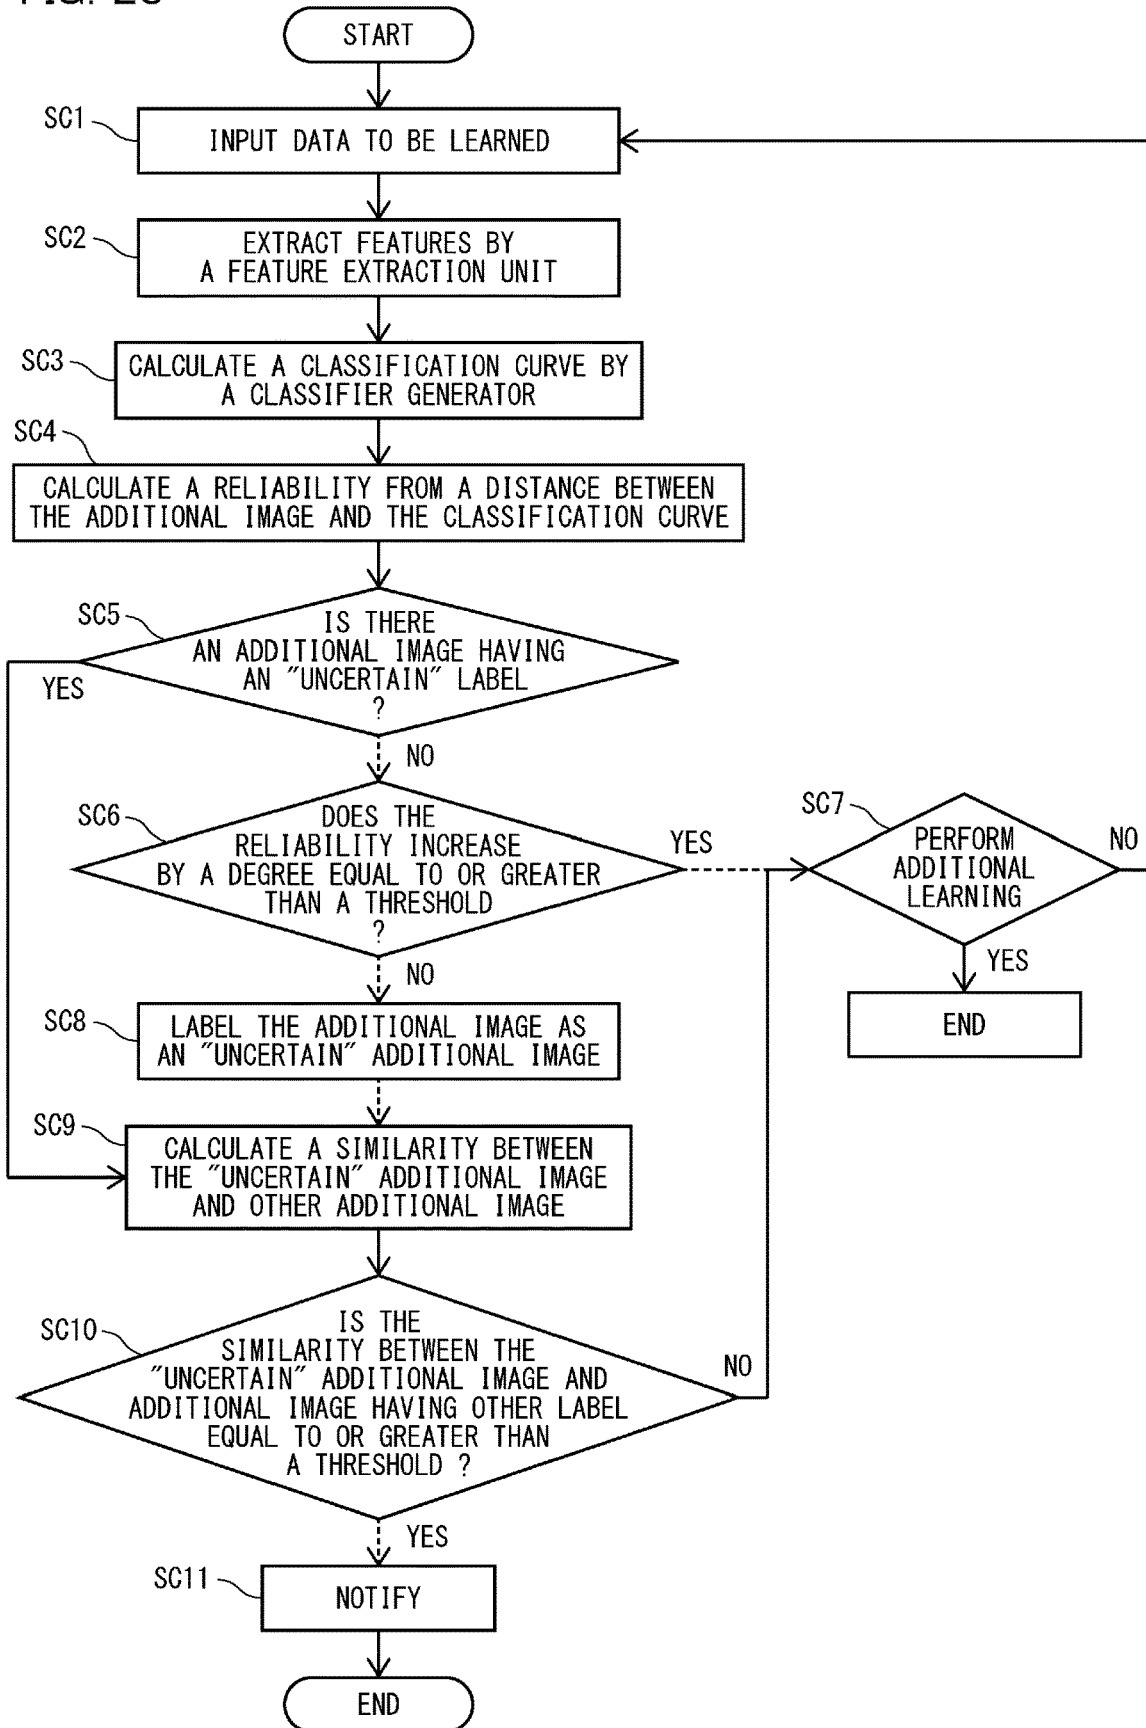 START
SC1
INPUT DATA TO BE LEARNED
SC2
EXTRACT FEATURES BY
A FEATURE EXTRACTION UNIT
SC3
CALCULATE A CLASSIFICATION CURVE BY
A CLASSIFIER GENERATOR
SC4
CALCULATE A RELIABILITY FROM A DISTANCE BETWEEN
THE ADDITIONAL IMAGE AND THE CLASSIFICATION CURVE
SC5
IS THERE
AN ADDITIONAL IMAGE HAVING
AN "UNCERTAIN" LABEL
?
YES
NO
SC6
DOES THE
RELIABILITY INCREASE
BY A DEGREE EQUAL TO OR GREATER
THAN A THRESHOLD
?
YES
NO
SC7
PERFORM
ADDITIONAL
LEARNING
NO
YES
END
SC8
LABEL THE ADDITIONAL IMAGE AS
AN "UNCERTAIN" ADDITIONAL IMAGE
SC9
CALCULATE A SIMILARITY BETWEEN
THE "UNCERTAIN" ADDITIONAL IMAGE
AND OTHER ADDITIONAL IMAGE
SC10
IS THE
SIMILARITY BETWEEN THE
"UNCERTAIN" ADDITIONAL IMAGE AND
ADDITIONAL IMAGE HAVING OTHER LABEL
EQUAL TO OR GREATER THAN
A THRESHOLD ?
NO
YES
SC11
NOTIFY
END